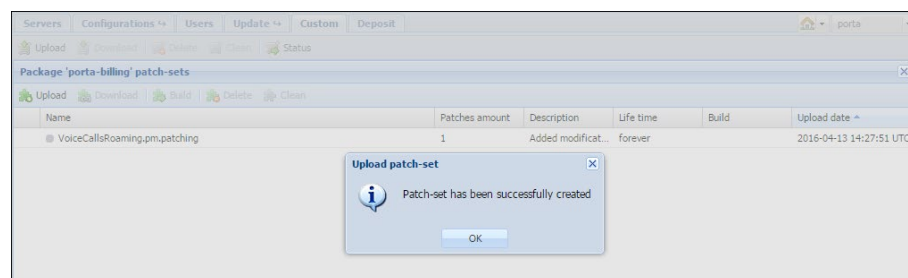 Servers Configurations Users Update Custom Deposit porta
Upload Download Delete Clean Status
Package 'porta-billing' patch-sets
Upload Download Build Delete Clean
Name Patches amount Description Life time Build Upload date
VoiceCallsRoaming.pm.patching 1 Added modificat... forever 2016-04-13 14:27:51 UTC
Upload patch-set
Patch-set has been successfully created
OK